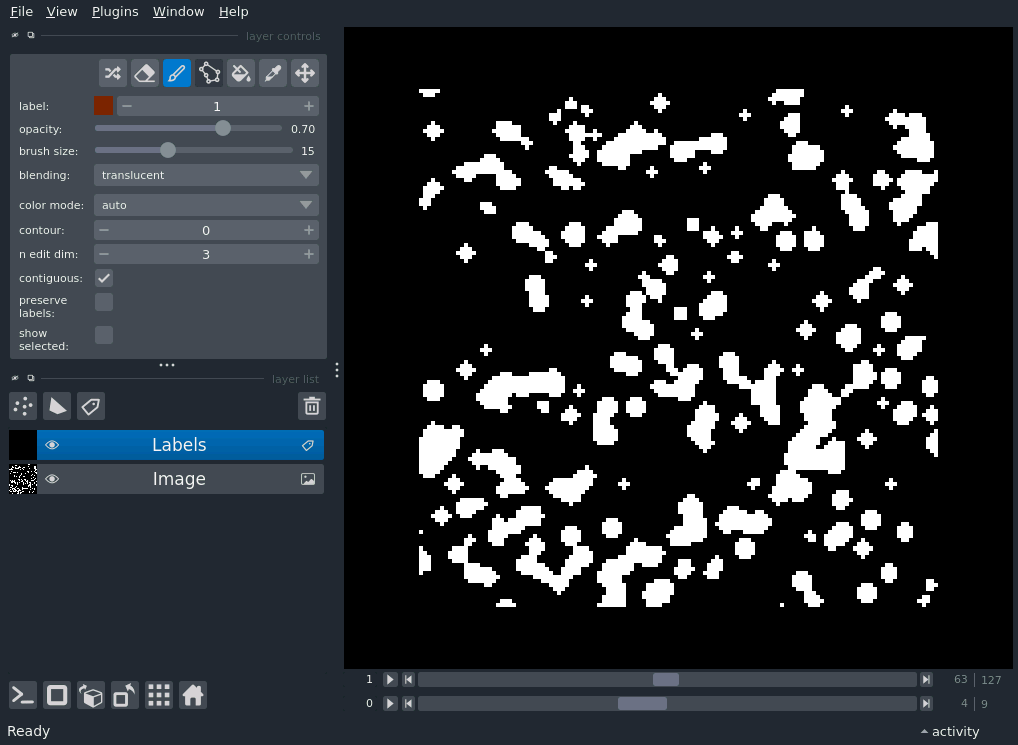 File View Plugins Window Help
layer controls
label: 1
opacity: 0.70
brush size: 15
blending: translucent
color mode: auto
contour: 0
n edit dim: 3
contiguous:
preserve
labels:
show
selected:
layer list
Labels
Image
1 63 127
0 4 9
Ready activity